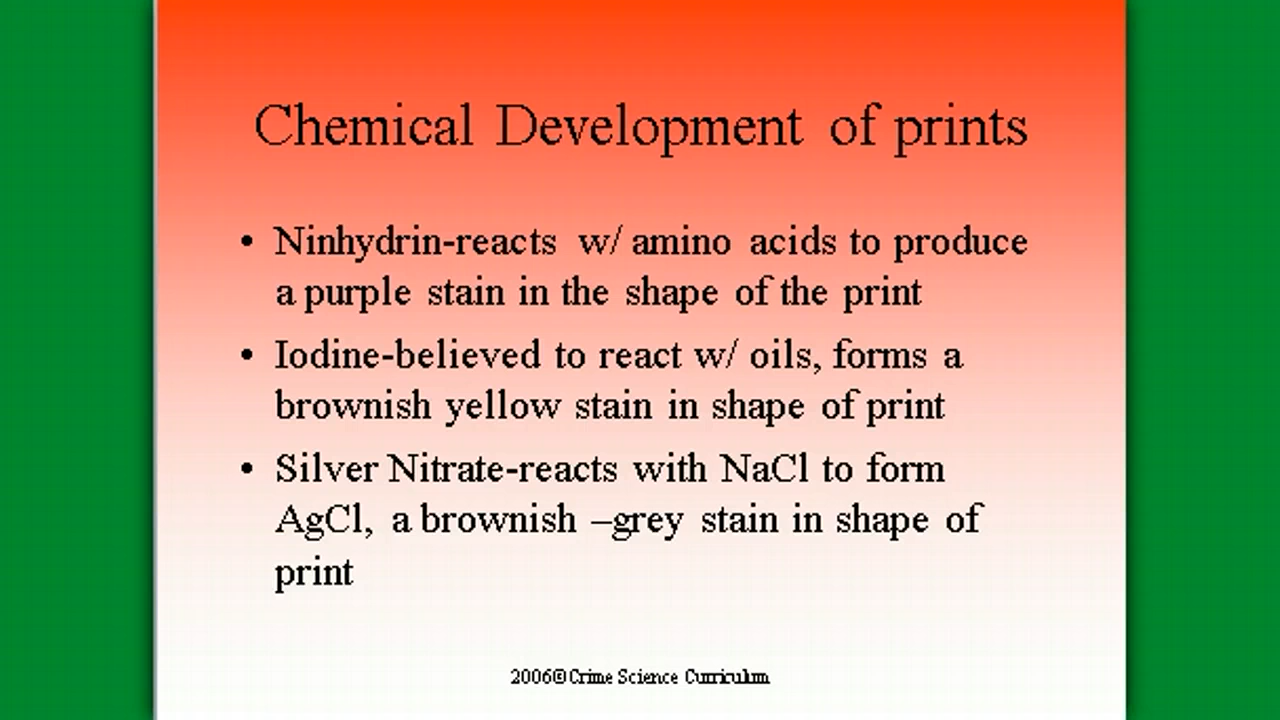 Chemical Development of prints
• Ninhydrin-reacts w/ amino acids to produce
a purple stain in the shape of the print
• Iodine-believed to react w/ oils, forms a
brownish yellow stain in shape of print
• Silver Nitrate-reacts with NaCl to form
AgCl, a brownish –grey stain in shape of
print
2006©Crime Science Curriculum